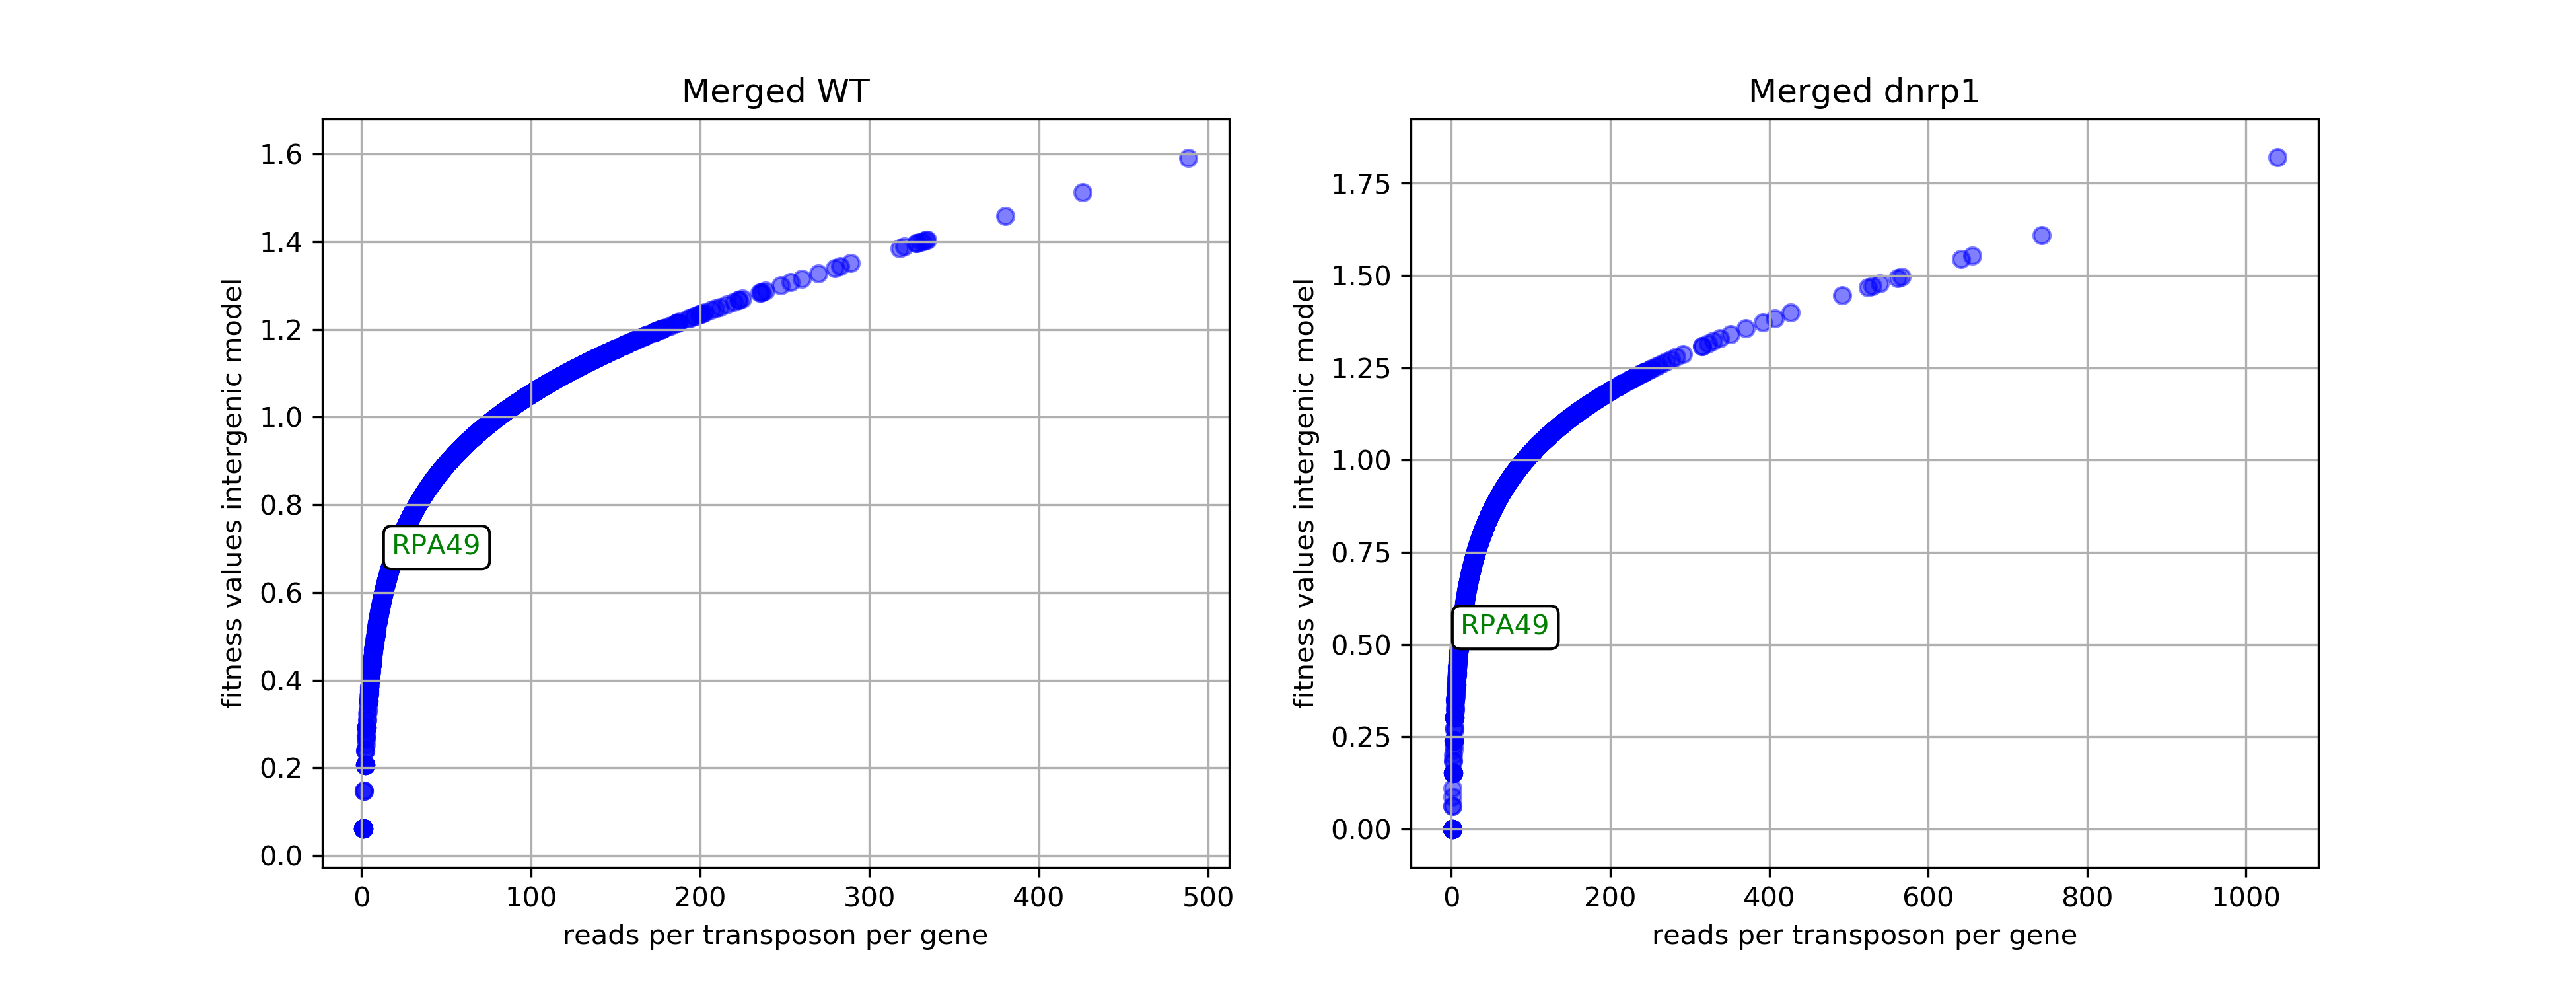 Merged WT
fitness values intergenic model
1.6
1.4
1.2
1.0
0.8
0.6
0.4
0.2
0.0
RPA49
0 100 200 300 400 500
reads per transposon per gene
Merged dnrp1
fitness values intergenic model
1.75
1.50
1.25
1.00
0.75
0.50
0.25
0.00
RPA49
0 200 400 600 800 1000
reads per transposon per gene